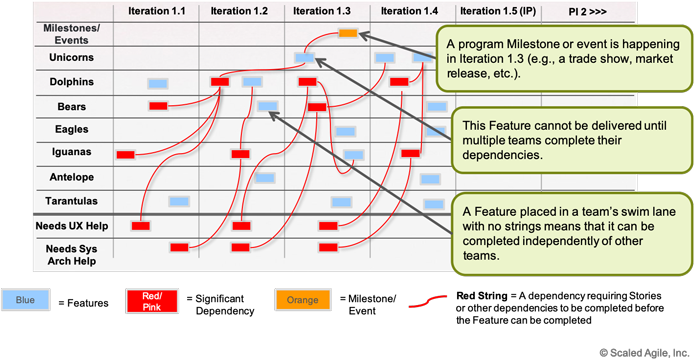 Iteration 1.1 Iteration 1.2 Iteration 1.3 Iteration 1.4 Iteration 1.5 (IP) PI 2 >>>
Milestones/
Events
Unicorns
Dolphins
Bears
Eagles
Iguanas
Antelope
Tarantulas
Needs UX Help
Needs Sys
Arch Help
A program Milestone or event is happening
in Iteration 1.3 (e.g., a trade show, market
release, etc.).
This Feature cannot be delivered until
multiple teams complete their
dependencies.
A Feature placed in a team's swim lane
with no strings means that it can be
completed independently of other
teams.
Blue
= Features
Red/
Pink
= Significant
Dependency
Orange
= Milestone/
Event
Red String = A dependency requiring Stories
or other dependencies to be completed before
the Feature can be completed
© Scaled Agile, Inc.